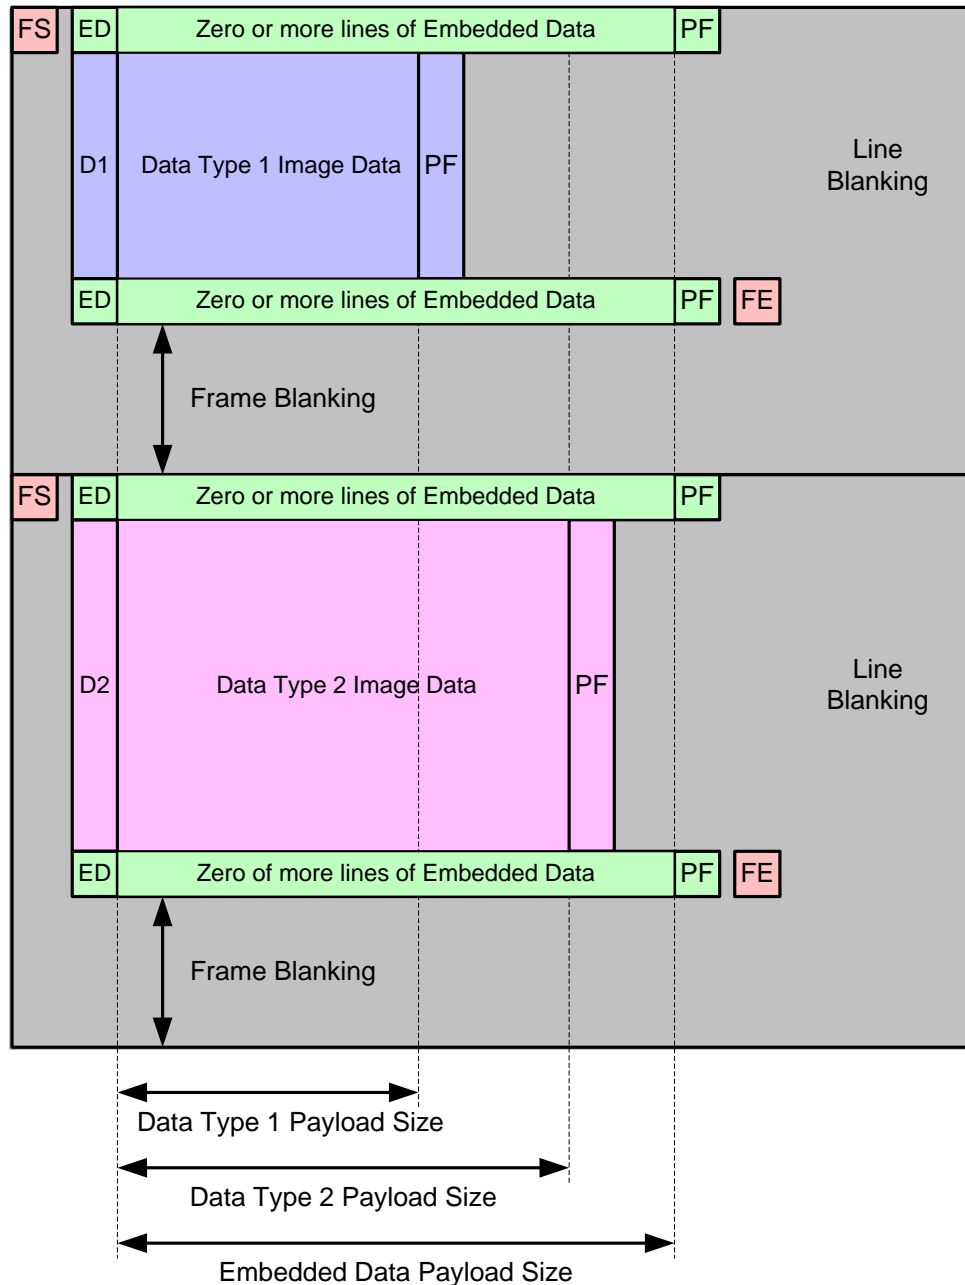 FS ED Zero or more lines of Embedded Data PF
D1 Data Type 1 Image Data PF
Line
Blanking
ED Zero or more lines of Embedded Data PF FE
Frame Blanking
FS ED Zero or more lines of Embedded Data PF
D2 Data Type 2 Image Data PF
Line
Blanking
ED Zero of more lines of Embedded Data PF FE
Frame Blanking
Data Type 1 Payload Size
Data Type 2 Payload Size
Embedded Data Payload Size